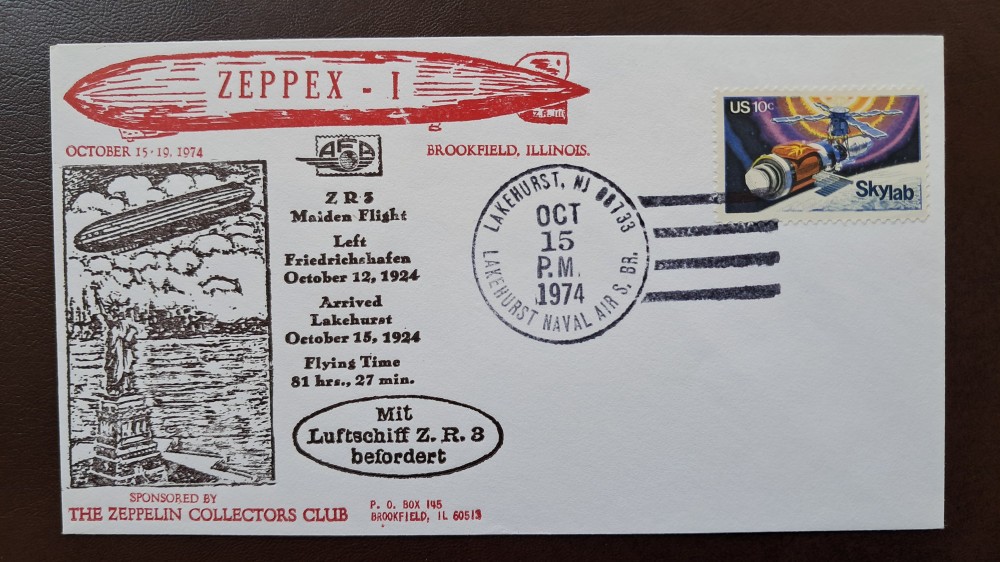 ZEPPEX - I
OCTOBER 15-19, 1974
BROOKFIELD, ILLINOIS.
Z R 3
Maiden Flight
Left
Friedrichshafen
October 12, 1924
Arrived
Lakehurst
October 15, 1924
Flying Time
81 hrs., 27 min.
Mit
Luftschiff Z. R. 3
befordert
SPONSORED BY
THE ZEPPELIN COLLECTORS CLUB
P. O. BOX 145
BROOKFIELD, IL 60513
LAKEHURST, NJ 08733
OCT
15
P.M.
1974
LAKEHURST NAVAL AIR S. BR.
US 10c
Skylab